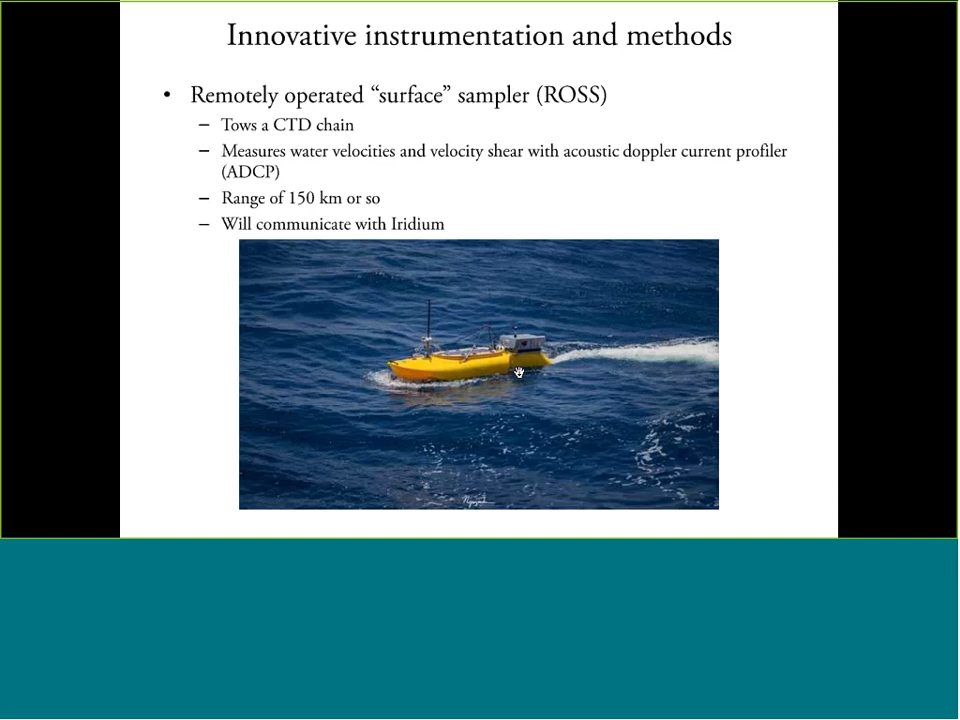 Innovative instrumentation and methods
• Remotely operated “surface” sampler (ROSS)
– Tows a CTD chain
– Measures water velocities and velocity shear with acoustic doppler current profiler
(ADCP)
– Range of 150 km or so
– Will communicate with Iridium